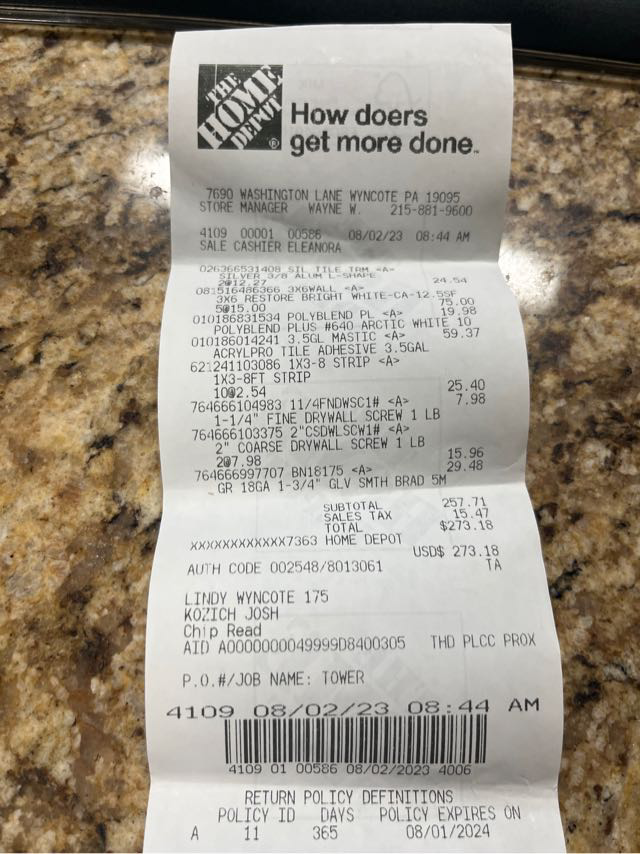 THE
HOME
DEPOT
How doers
get more done.
7690 WASHINGTON LANE WYNCOTE PA 19095
STORE MANAGER WAYNE W. 215-881-9600
4109 00001 00586 08/02/23 08:44 AM
SALE CASHIER ELEANORA
026366531408 SIL TILE TRM <A>
SILVER 3/8 ALUM L-SHAPE
2@12.27 24.54
081516486366 3X6WALL <A>
3X6 RESTORE BRIGHT WHITE-CA-12.5SF
5@15.00 75.00
010186831534 POLYBLEND PL <A> 19.98
POLYBLEND PLUS #640 ARCTIC WHITE 10
010186014241 3.5GL MASTIC <A> 59.37
ACRYLPRO TILE ADHESIVE 3.5GAL
621241103086 1X3-8 STRIP <A>
1X3-8FT STRIP
10@2.54 25.40
764666104983 11/4FNDWSC1# <A> 7.98
1-1/4" FINE DRYWALL SCREW 1 LB
764666103375 2"CSDWLSCW1# <A>
2" COARSE DRYWALL SCREW 1 LB
2@7.98 15.96
764666997707 BN18175 <A> 29.48
GR 18GA 1-3/4" GLV SMTH BRAD 5M
SUBTOTAL 257.71
SALES TAX 15.47
TOTAL $273.18
XXXXXXXXXXXX7363 HOME DEPOT
USD$ 273.18
AUTH CODE 002548/8013061 TA
LINDY WYNCOTE 175
KOZICH JOSH
Chip Read
AID A0000000049999D8400305 THD PLCC PROX
P.O.#/JOB NAME: TOWER
4109 08/02/23 08:44 AM
4109 01 00586 08/02/2023 4006
RETURN POLICY DEFINITIONS
POLICY ID DAYS POLICY EXPIRES ON
A 11 365 08/01/2024